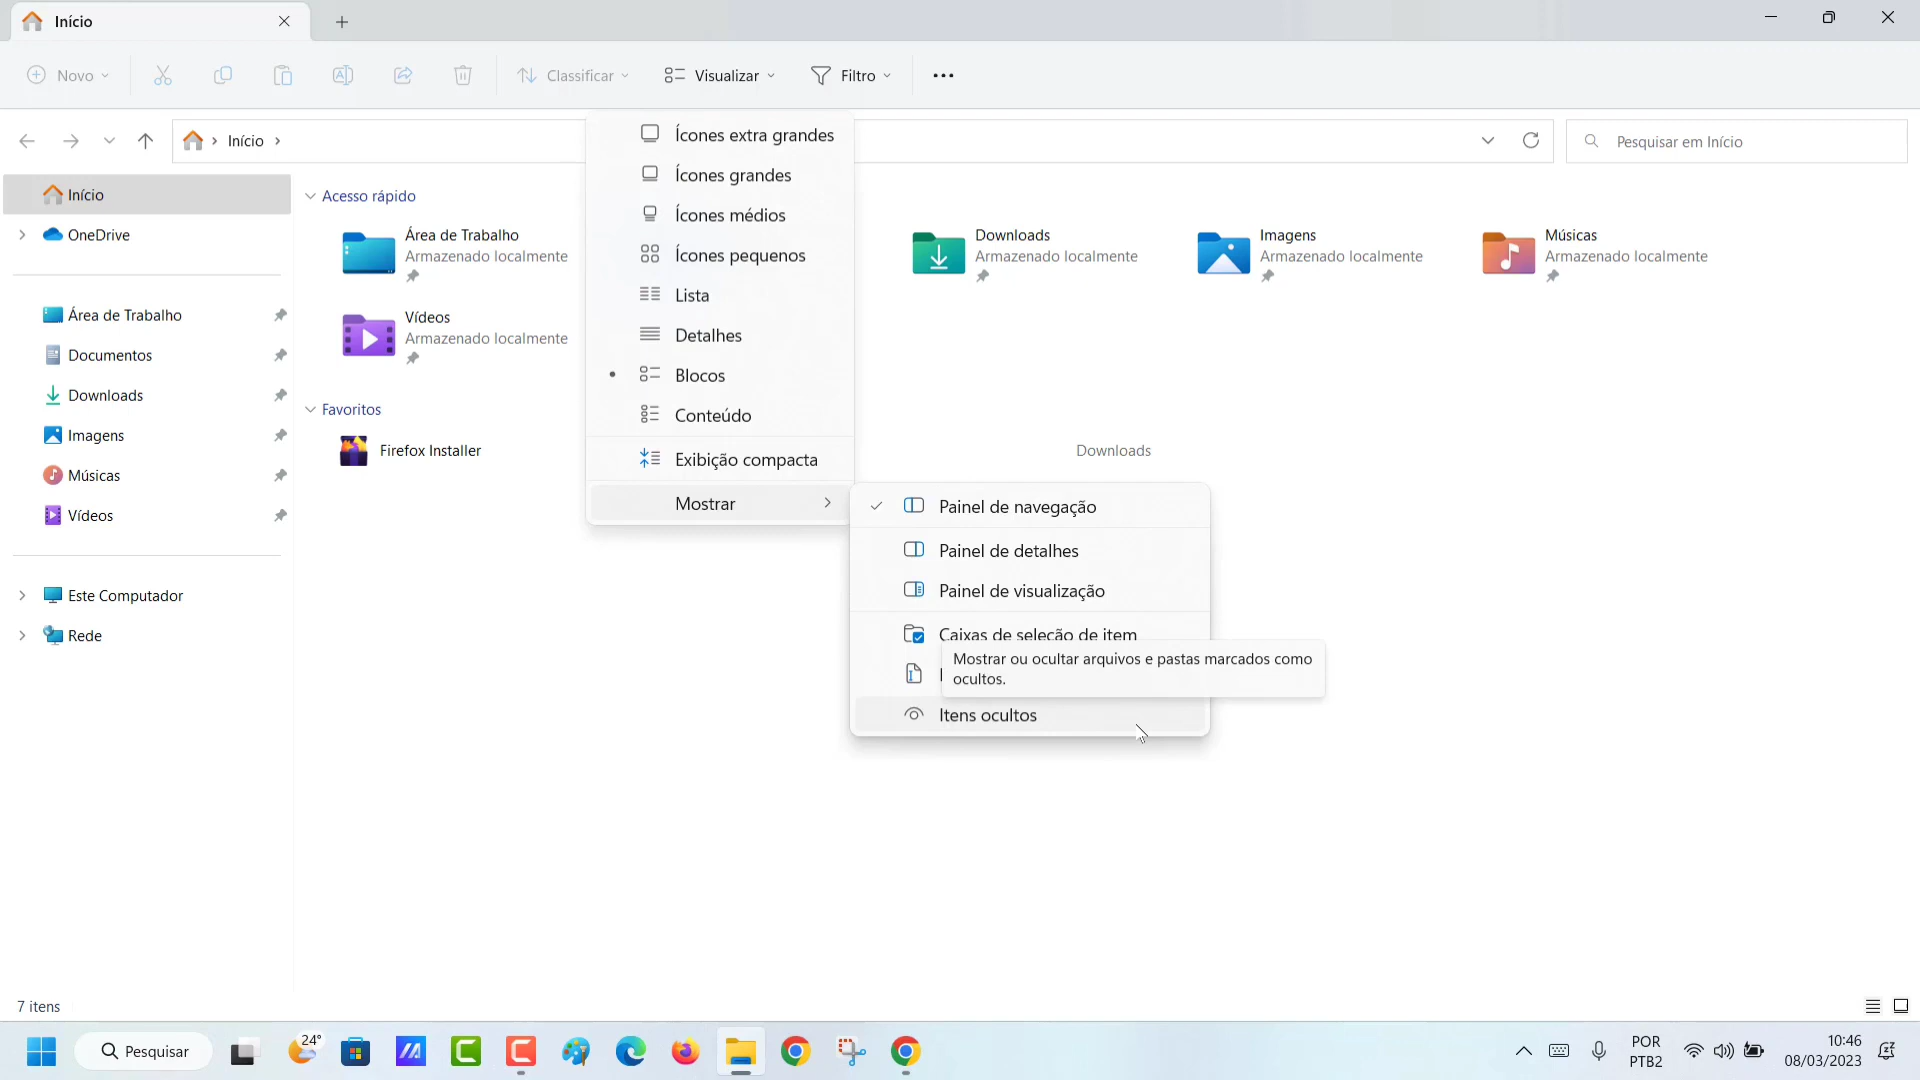 Início
Novo
Classificar
Visualizar
Filtro
Início
Pesquisar em Início
Início
OneDrive
Área de Trabalho
Documentos
Downloads
Imagens
Músicas
Vídeos
Este Computador
Rede
Acesso rápido
Área de Trabalho
Armazenado localmente
Downloads
Armazenado localmente
Imagens
Armazenado localmente
Músicas
Armazenado localmente
Vídeos
Armazenado localmente
Favoritos
Firefox Installer
Downloads
Ícones extra grandes
Ícones grandes
Ícones médios
Ícones pequenos
Lista
Detalhes
Blocos
Conteúdo
Exibição compacta
Mostrar
Painel de navegação
Painel de detalhes
Painel de visualização
Caixas de seleção de item
Mostrar ou ocultar arquivos e pastas marcados como
ocultos.
Itens ocultos
7 itens
Pesquisar
24°
POR
PTB2
10:46
08/03/2023